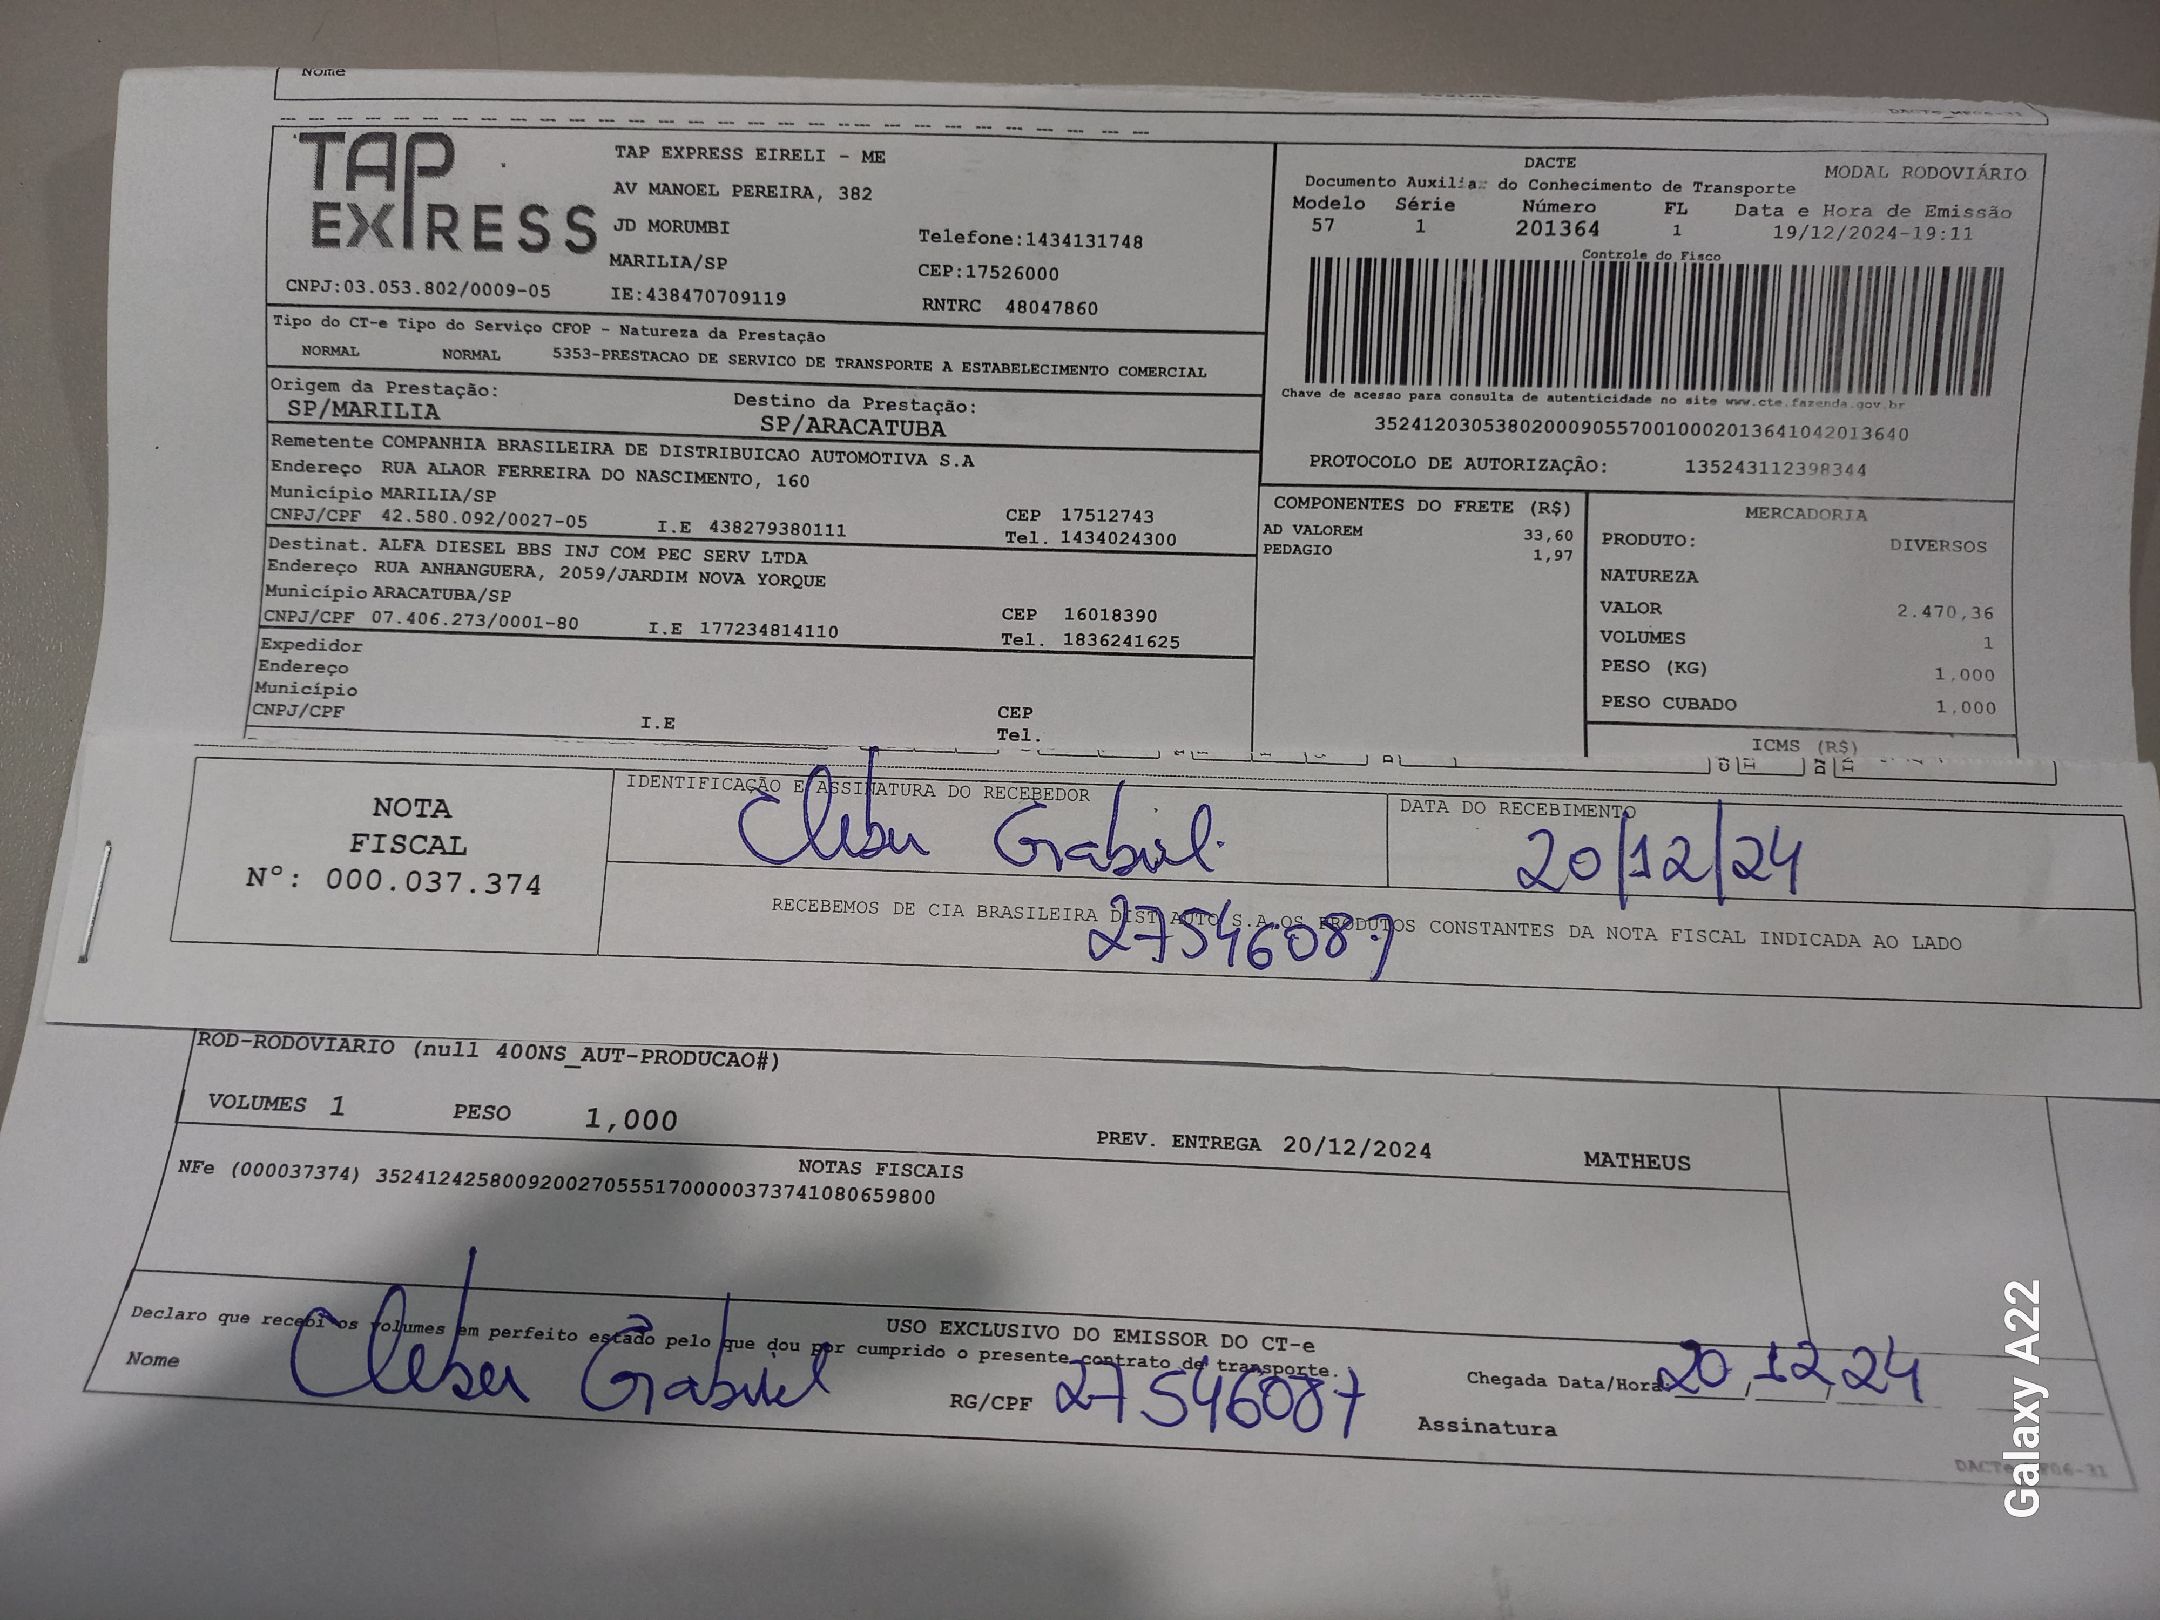 Nome
TAP EXPRESS
TAP EXPRESS EIRELI - ME
AV MANOEL PEREIRA, 382
JD MORUMBI
Telefone:1434131748
MARILIA/SP
CEP:17526000
CNPJ:03.053.802/0009-05
IE:438470709119
RNTRC 48047860
DACTE
MODAL RODOVIÁRIO
Documento Auxiliar do Conhecimento de Transporte
Modelo Série Número FL Data e Hora de Emissão
57 1 201364 1 19/12/2024-19:11
Controle do Fisco
Chave de acesso para consulta de autenticidade no site www.cte.fazenda.gov.br
35241203053802000905570010002013641042013640
PROTOCOLO DE AUTORIZAÇÃO: 135243112398344
Tipo do CT-e Tipo do Serviço CFOP - Natureza da Prestação
NORMAL NORMAL 5353-PRESTACAO DE SERVICO DE TRANSPORTE A ESTABELECIMENTO COMERCIAL
Origem da Prestação: Destino da Prestação:
SP/MARILIA SP/ARACATUBA
Remetente COMPANHIA BRASILEIRA DE DISTRIBUICAO AUTOMOTIVA S.A
Endereço RUA ALAOR FERREIRA DO NASCIMENTO, 160
Município MARILIA/SP CEP 17512743
CNPJ/CPF 42.580.092/0027-05 I.E 438279380111 Tel. 1434024300
Destinat. ALFA DIESEL BBS INJ COM PEC SERV LTDA
Endereço RUA ANHANGUERA, 2059/JARDIM NOVA YORQUE
Município ARACATUBA/SP CEP 16018390
CNPJ/CPF 07.406.273/0001-80 I.E 177234814110 Tel. 1836241625
Expedidor
Endereço
Município CEP
CNPJ/CPF I.E Tel.
COMPONENTES DO FRETE (R$)
AD VALOREM 33,60
PEDAGIO 1,97
MERCADORIA
PRODUTO: DIVERSOS
NATUREZA
VALOR 2.470,36
VOLUMES 1
PESO (KG) 1,000
PESO CUBADO 1,000
ICMS (R$)
NOTA
FISCAL
N°: 000.037.374
IDENTIFICAÇÃO E ASSINATURA DO RECEBEDOR
Cleber Gabriel
DATA DO RECEBIMENTO
20/12/24
RECEBEMOS DE CIA BRASILEIRA DIST AUTO S.A.OS PRODUTOS CONSTANTES DA NOTA FISCAL INDICADA AO LADO
27546087
ROD-RODOVIARIO (null 400NS_AUT-PRODUCAO#)
VOLUMES 1 PESO 1,000 PREV. ENTREGA 20/12/2024 MATHEUS
NOTAS FISCAIS
NFe (000037374) 35241242580092002705551700000373741080659800
USO EXCLUSIVO DO EMISSOR DO CT-e
Declaro que recebi os volumes em perfeito estado pelo que dou por cumprido o presente contrato de transporte.
Nome Cleber Gabriel RG/CPF 27546087 Chegada Data/Hora: 20/12/24
Assinatura
Galaxy A22